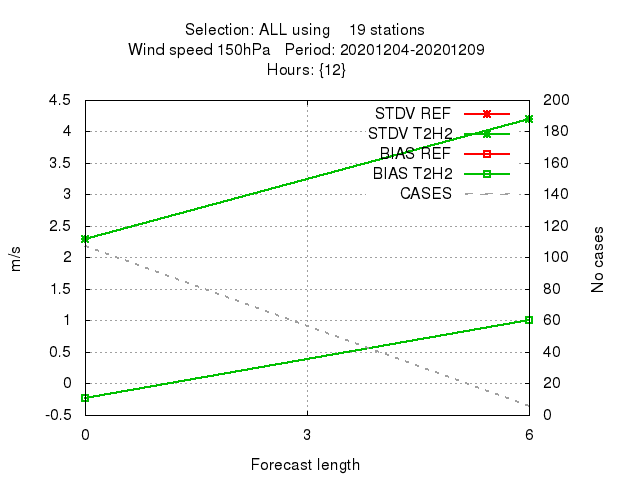 Selection: ALL using 19 stations
Wind speed 150hPa Period: 20201204-20201209
Hours: {12}
4.5
4
3.5
3
2.5
2
1.5
1
0.5
0
-0.5
m/s
STDV REF
STDV T2H2
BIAS REF
BIAS T2H2
CASES
200
180
160
140
120
100
80
60
40
20
0
No cases
0 3 6
Forecast length